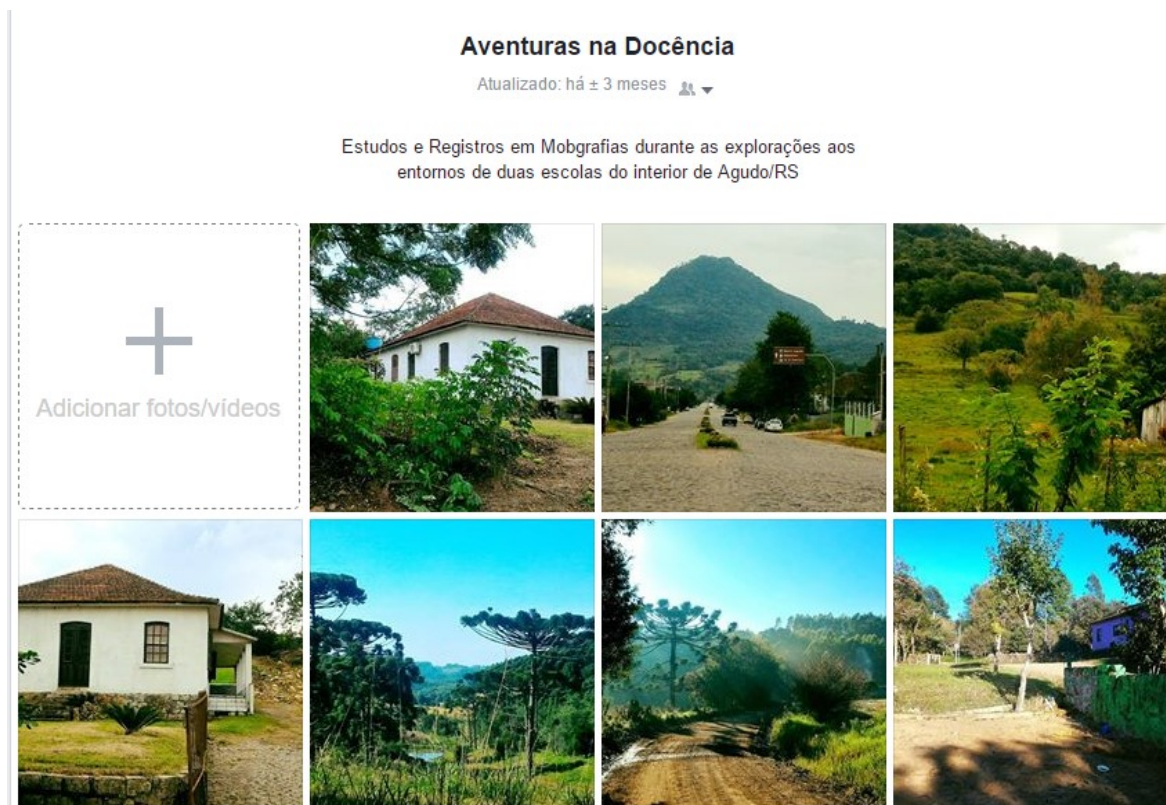 Aventuras na Docência
Atualizado: há ± 3 meses
Estudos e Registros em Mobgrafias durante as explorações aos
entornos de duas escolas do interior de Agudo/RS
Adicionar fotos/vídeos